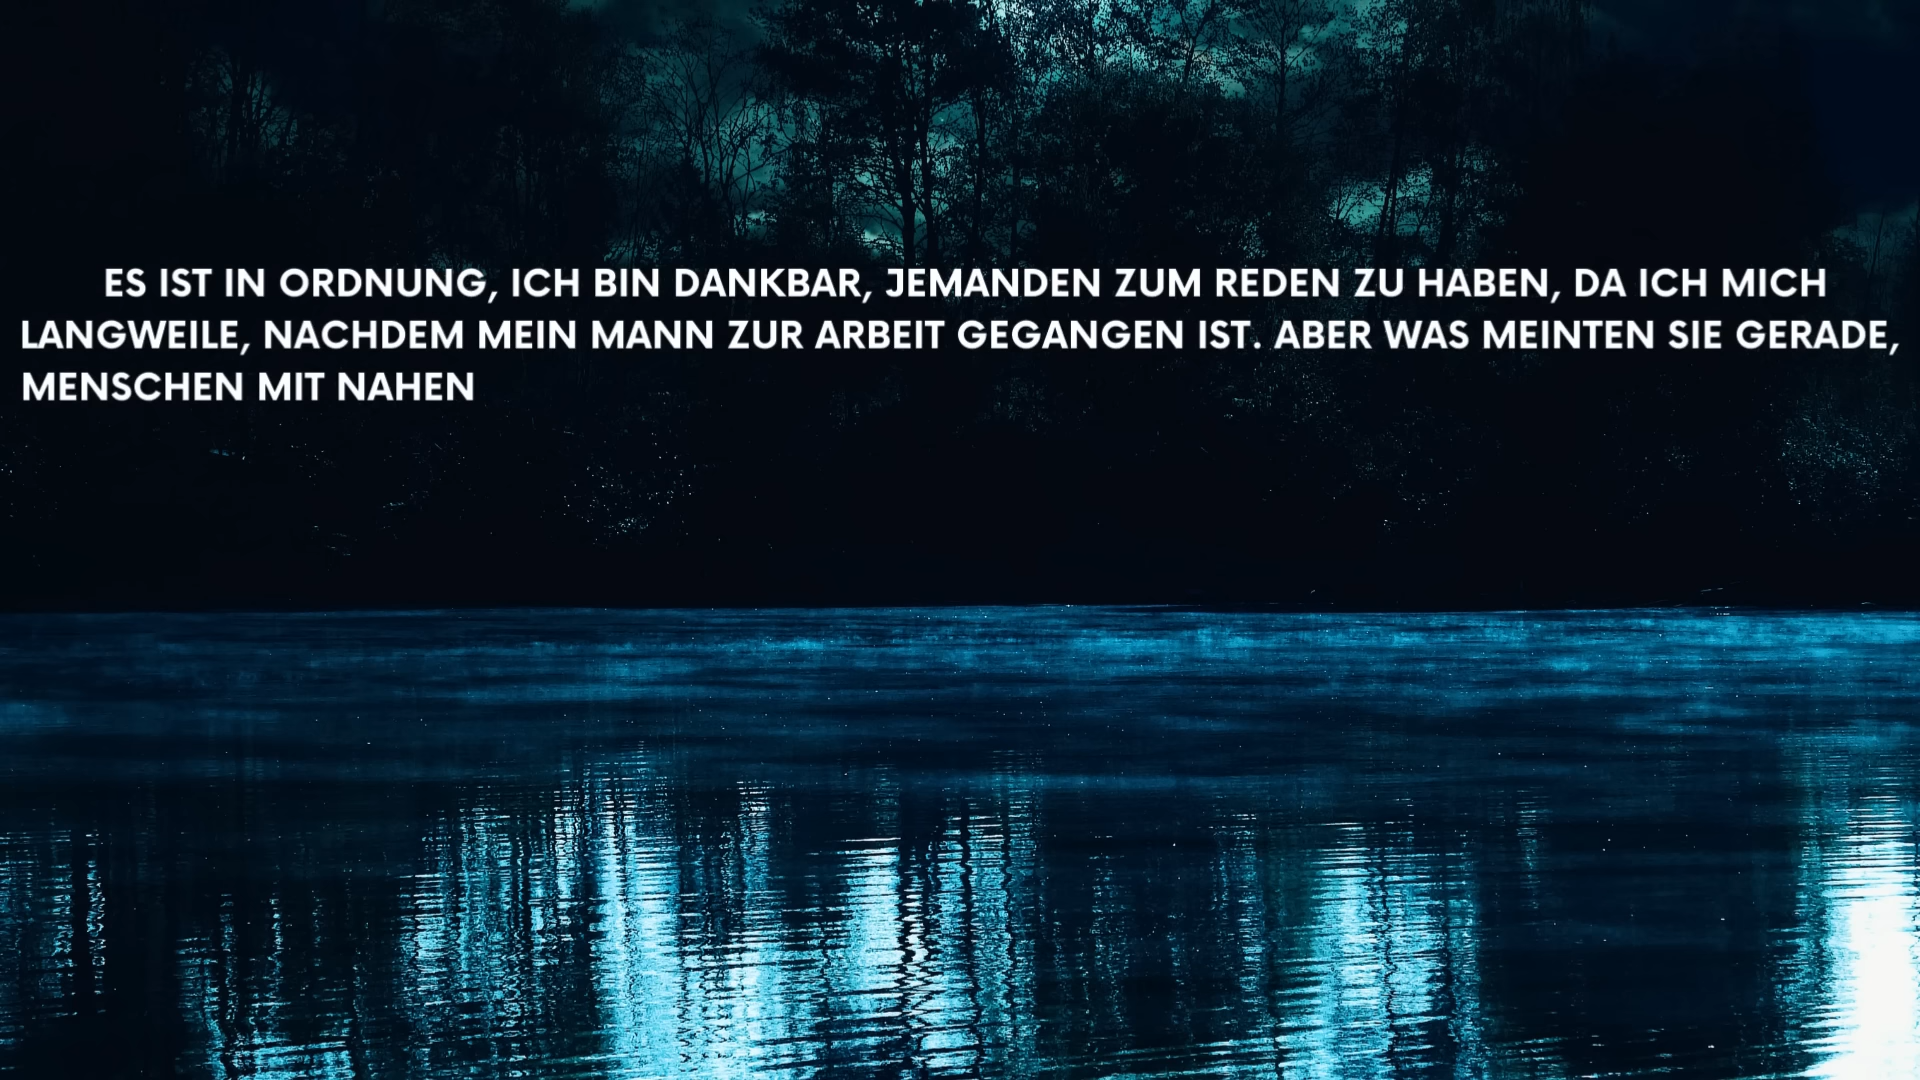 ES IST IN ORDNUNG, ICH BIN DANKBAR, JEMANDEN ZUM REDEN ZU HABEN, DA ICH MICH
LANGWEILE, NACHDEM MEIN MANN ZUR ARBEIT GEGANGEN IST. ABER WAS MEINTEN SIE GERADE,
MENSCHEN MIT NAHEN